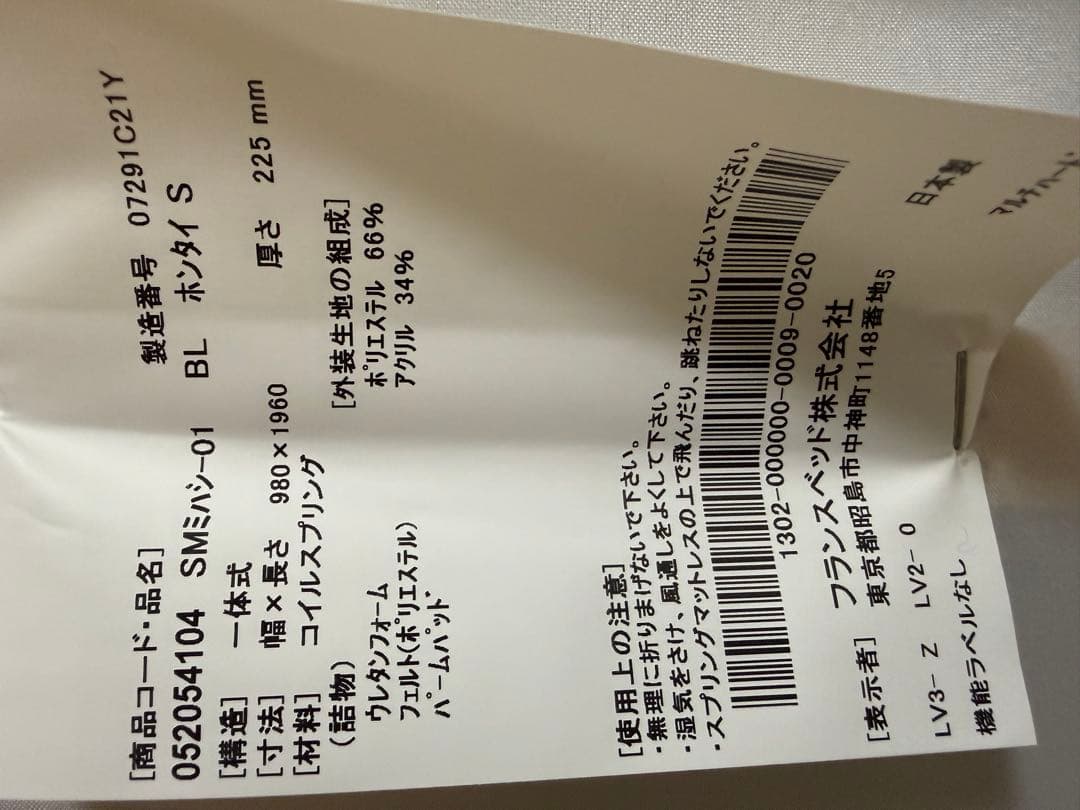 製造番号 07291C21Y
[商品コード・品名]
052054104 SMﾐﾊｼ-01 BL ホンタイ S
[構造] 一体式
[寸法] 幅×長さ 980×1960 厚さ 225 mm
[材料] コイルスプリング
(詰物)
ウレタンフォーム
フェルト(ﾎﾟﾘｴｽﾃﾙ)
パームパッド
[外装生地の組成]
ﾎﾟﾘｴｽﾃﾙ 66%
アクリル 34%
[使用上の注意]
・無理に折りまげないで下さい。
・湿気をさけ、風通しをよくして下さい。
・スプリングマットレスの上で飛んだり、跳ねたりしないでください。
1302-000000-0009-0020
[表示者] フランスベッド株式会社
東京都昭島市中神町1148番地5
日本製
LV3- Z LV2- 0
マルチハード
機能ラベルなし